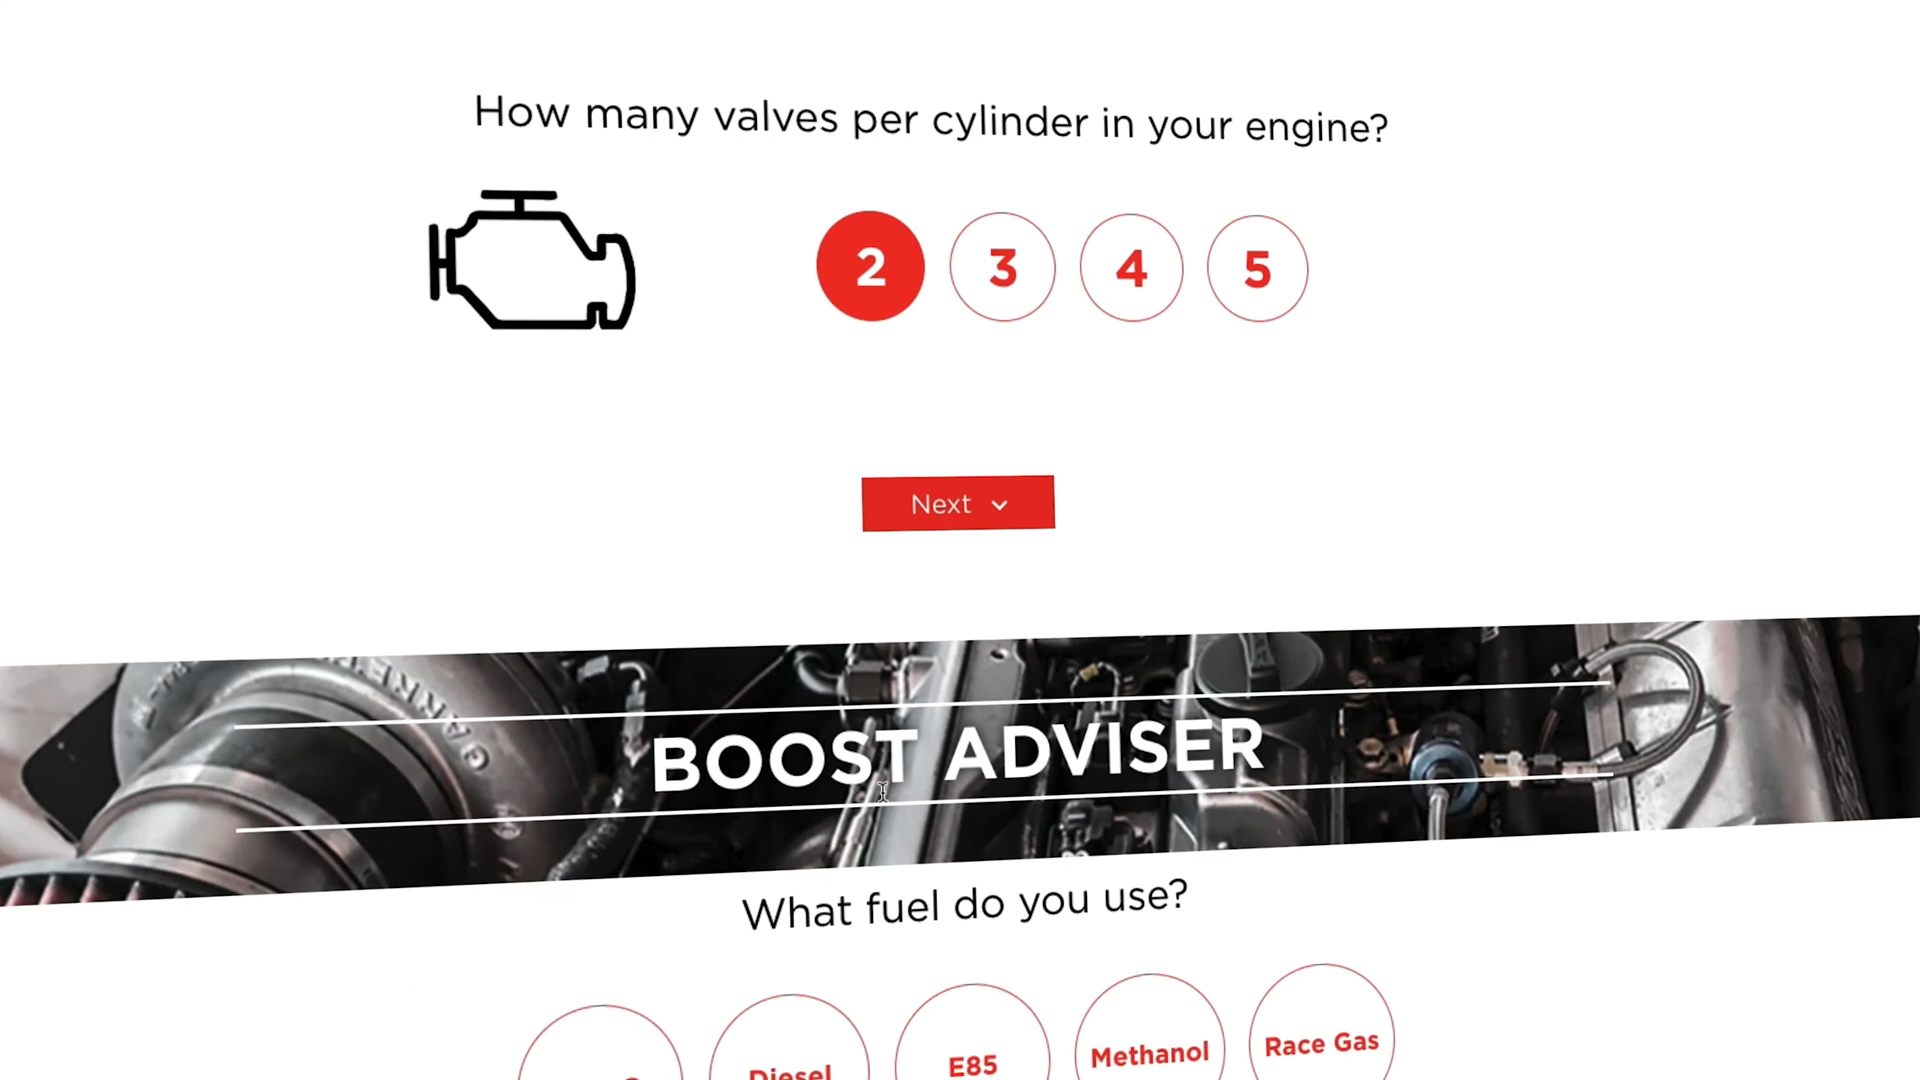 How many valves per cylinder in your engine?
2 3 4 5
Next
GARRE
BOOST ADVISER
What fuel do you use?
Diesel E85 Methanol Race Gas